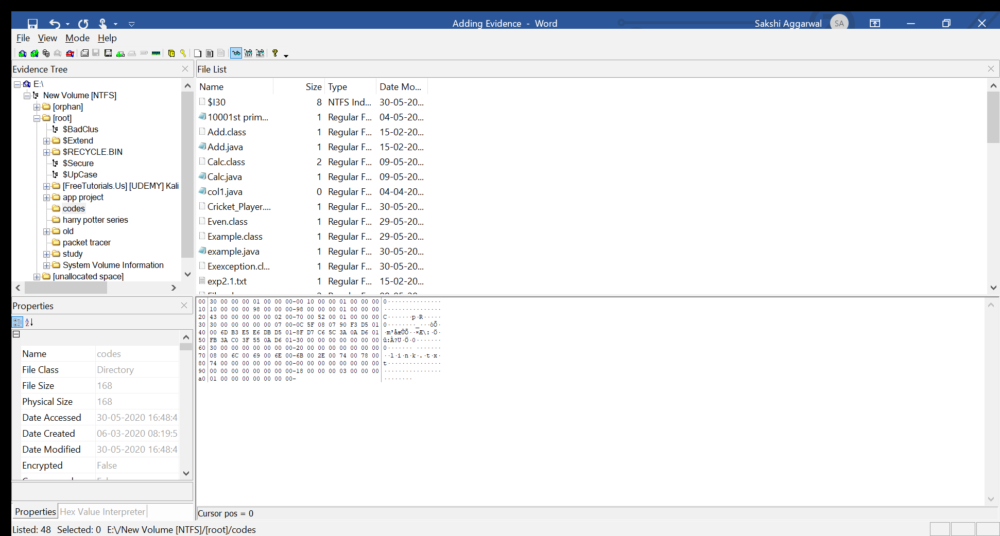 Adding Evidence - Word
Sakshi Aggarwal SA
File View Mode Help
Evidence Tree
E:\
New Volume [NTFS]
[orphan]
[root]
$BadClus
$Extend
$RECYCLE.BIN
$Secure
$UpCase
[FreeTutorials.Us] [UDEMY] Kali
app project
codes
harry potter series
old
packet tracer
study
System Volume Information
[unallocated space]
File List
Name Size Type Date Mo...
$I30 8 NTFS Ind... 30-05-20...
10001st prim... 1 Regular F... 04-05-20...
Add.class 1 Regular F... 15-02-20...
Add.java 1 Regular F... 15-02-20...
Calc.class 2 Regular F... 09-05-20...
Calc.java 1 Regular F... 09-05-20...
col1.java 0 Regular F... 04-04-20...
Cricket_Player.... 1 Regular F... 30-05-20...
Even.class 1 Regular F... 29-05-20...
Example.class 1 Regular F... 29-05-20...
example.java 1 Regular F... 30-05-20...
Exexception.cl... 1 Regular F... 30-05-20...
exp2.1.txt 1 Regular F... 15-02-20...
Properties
Name codes
File Class Directory
File Size 168
Physical Size 168
Date Accessed 30-05-2020 16:48:4
Date Created 06-03-2020 08:19:5
Date Modified 30-05-2020 16:48:4
Encrypted False
Properties Hex Value Interpreter
00 30 00 00 00 01 00 00 00-00 10 00 00 01 00 00 00 0···············
10 10 00 00 00 98 00 00 00-98 00 00 00 01 00 00 00 ················
20 43 00 00 00 00 00 02 00-70 00 52 00 01 00 00 00 C·······p·R·····
30 30 00 00 00 00 00 07 00-0C 5F 08 07 90 F3 D5 01 0········_···óÕ·
40 00 6D B3 E5 E6 DB D5 01-8F D7 C6 5C 3A 0A D6 01 ·m³åæÛÕ··×Æ\:·Ö·
50 FB 3A C0 3F 55 0A D6 01-30 00 00 00 00 00 00 00 û:À?U·Ö·0·······
60 30 00 00 00 00 00 00 00-20 00 00 00 00 00 00 00 0······· ·······
70 08 00 6C 00 69 00 6E 00-6B 00 2E 00 74 00 78 00 ··l·i·n·k·.·t·x·
80 74 00 00 00 00 00 00 00-00 00 00 00 00 00 00 00 t···············
90 00 00 00 00 00 00 00 00-18 00 00 00 03 00 00 00 ················
a0 01 00 00 00 00 00 00 00- ········
Cursor pos = 0
Listed: 48 Selected: 0 E:\/New Volume [NTFS]/[root]/codes